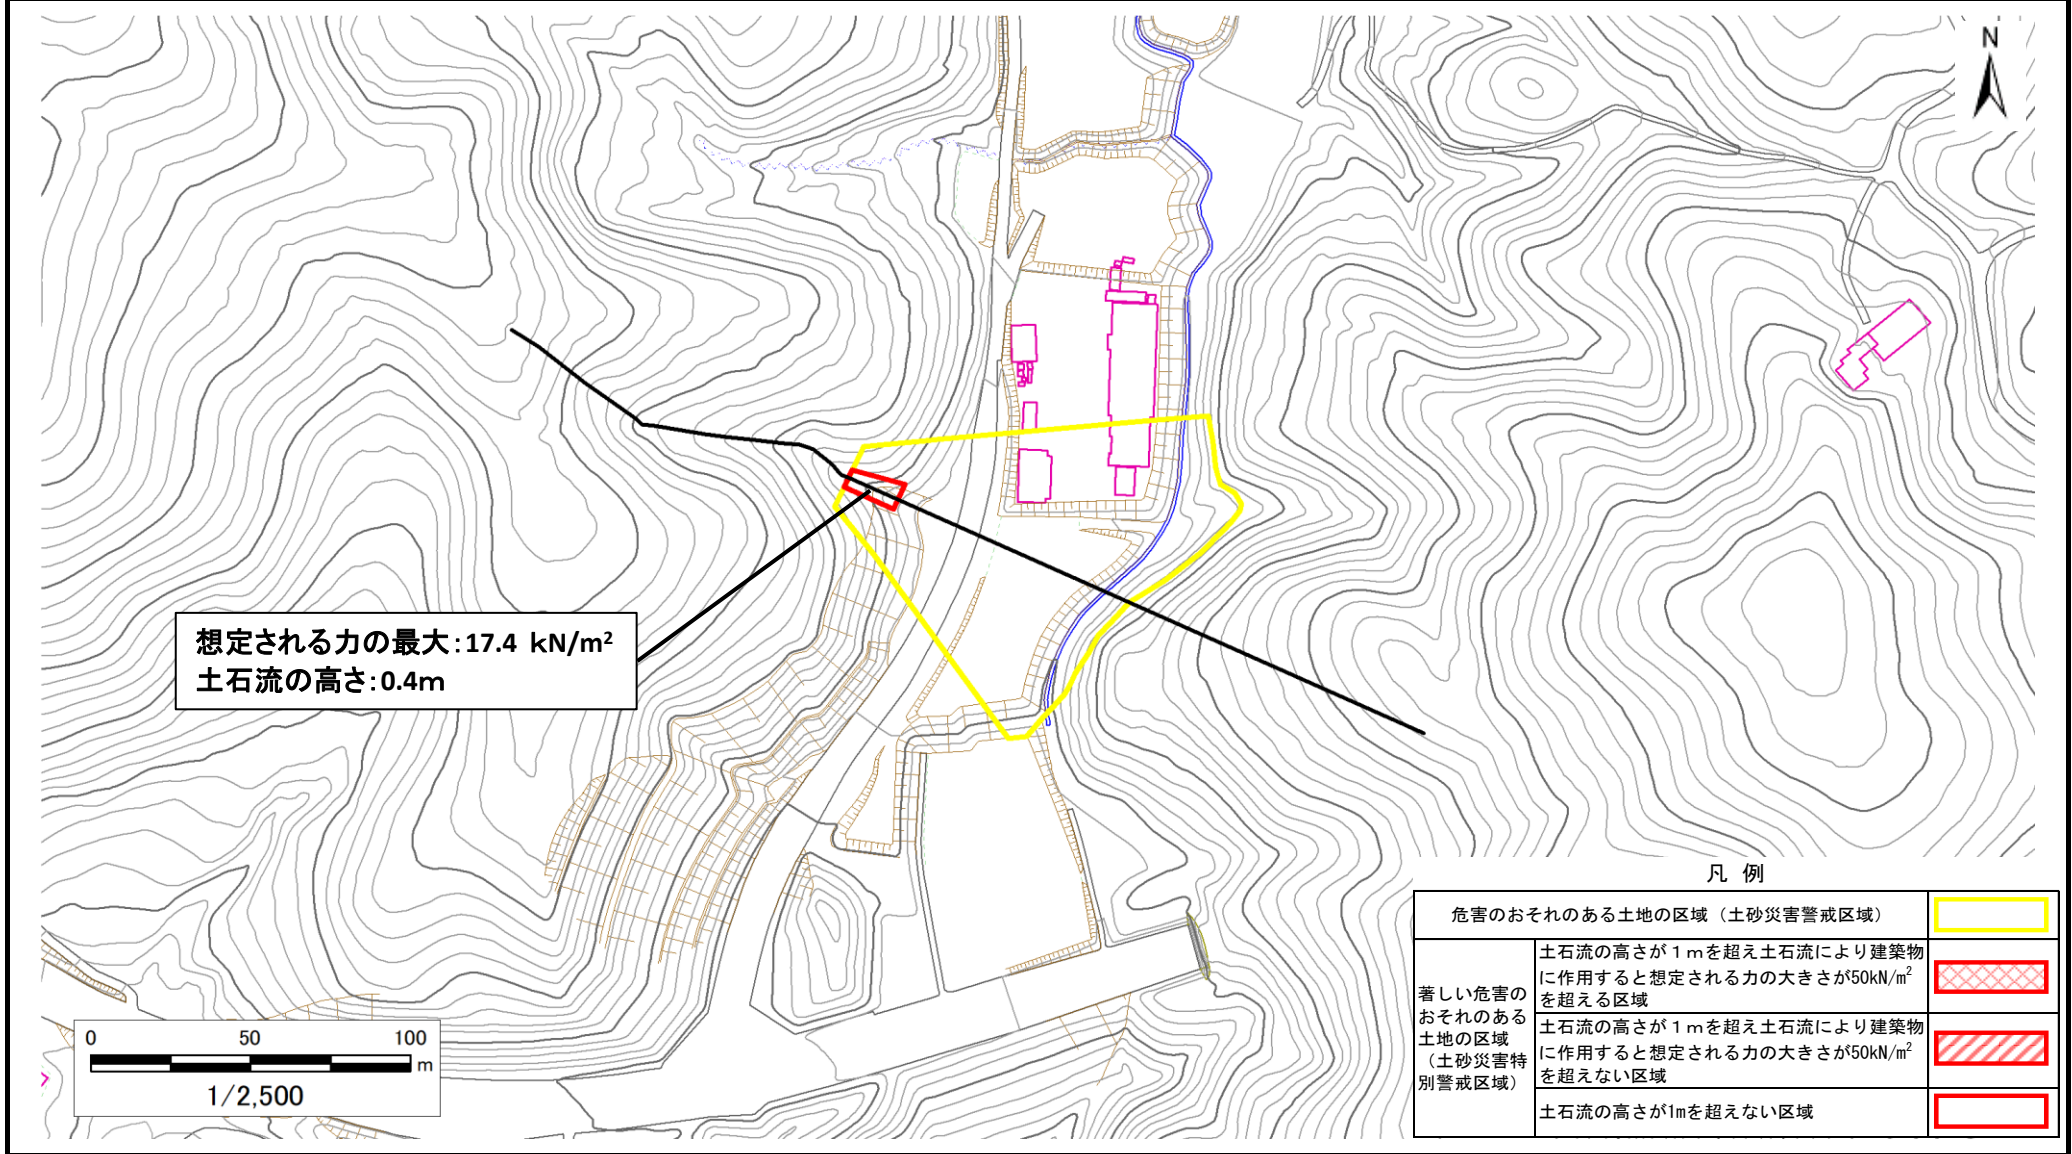 N
想定される力の最大:17.4 kN/m²
土石流の高さ:0.4m
0 50 100
m
1/2,500
凡 例
危害のおそれのある土地の区域（土砂災害警戒区域）
著しい危害の
おそれのある
土地の区域
（土砂災害特
別警戒区域）
土石流の高さが１ｍを超え土石流により建築物
に作用すると想定される力の大きさが50kN/m²
を超える区域
土石流の高さが１ｍを超え土石流により建築物
に作用すると想定される力の大きさが50kN/m²
を超えない区域
土石流の高さが1mを超えない区域